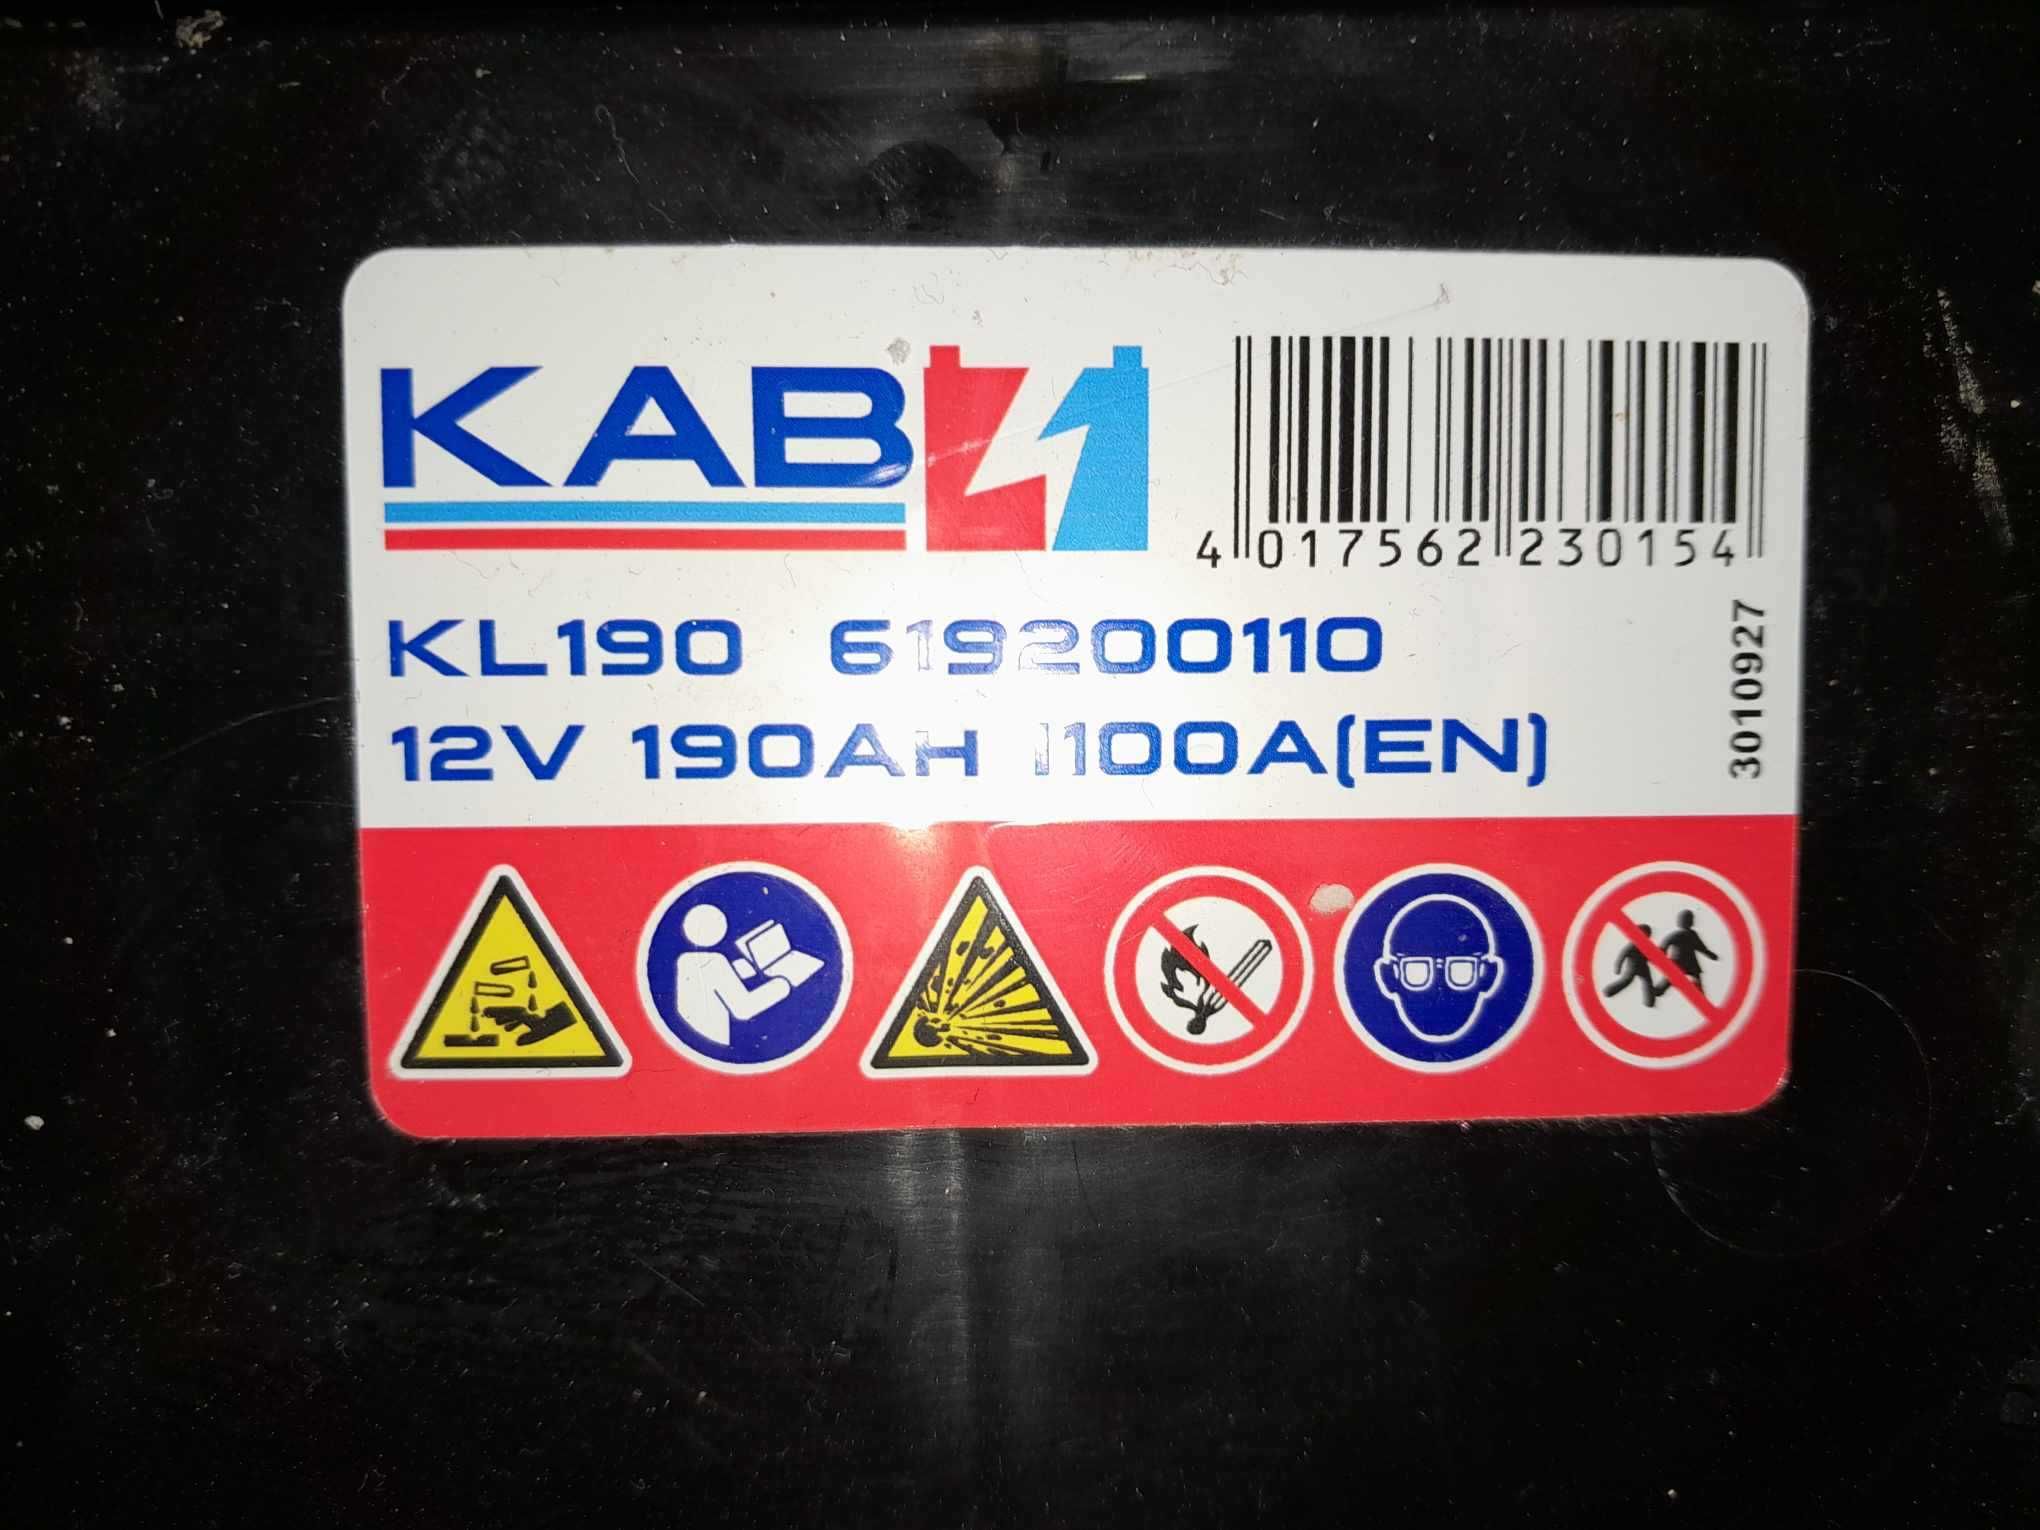 KAB
4 017562 230154
KL190 619200110
12V 190AH 1100A(EN)
3010927